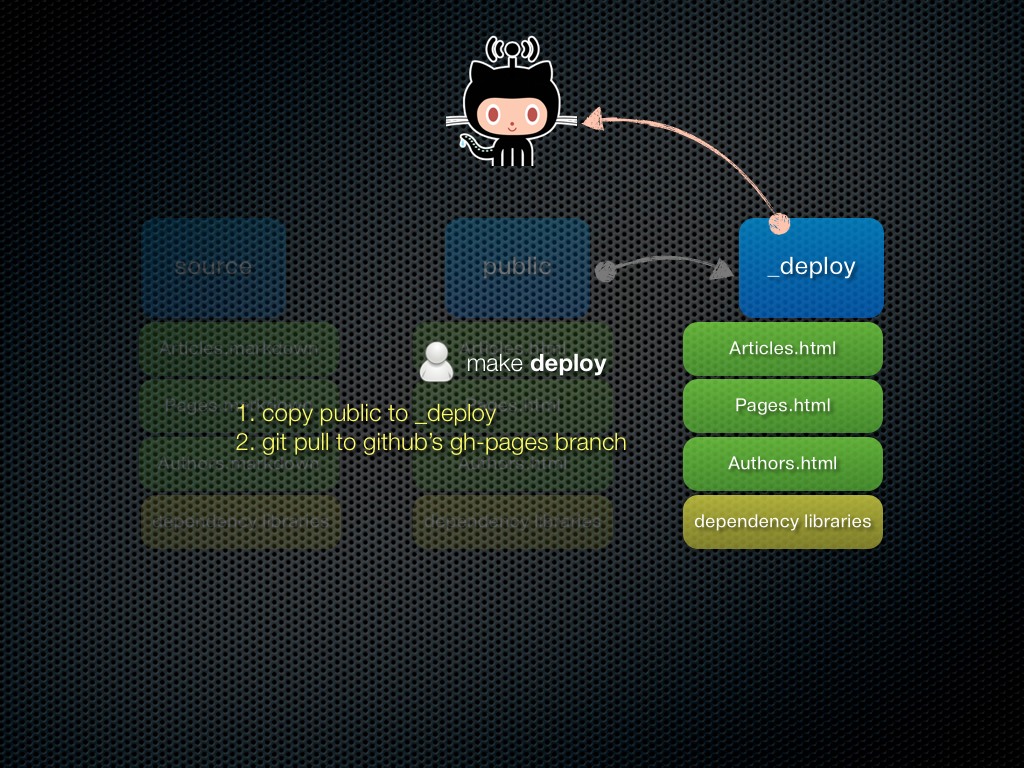 source
public
_deploy
Articles.markdown
Articles.html
Articles.html
make deploy
Pages.markdown
Pages.html
Pages.html
1. copy public to _deploy
2. git pull to github's gh-pages branch
Authors.markdown
Authors.html
Authors.html
dependency libraries
dependency libraries
dependency libraries